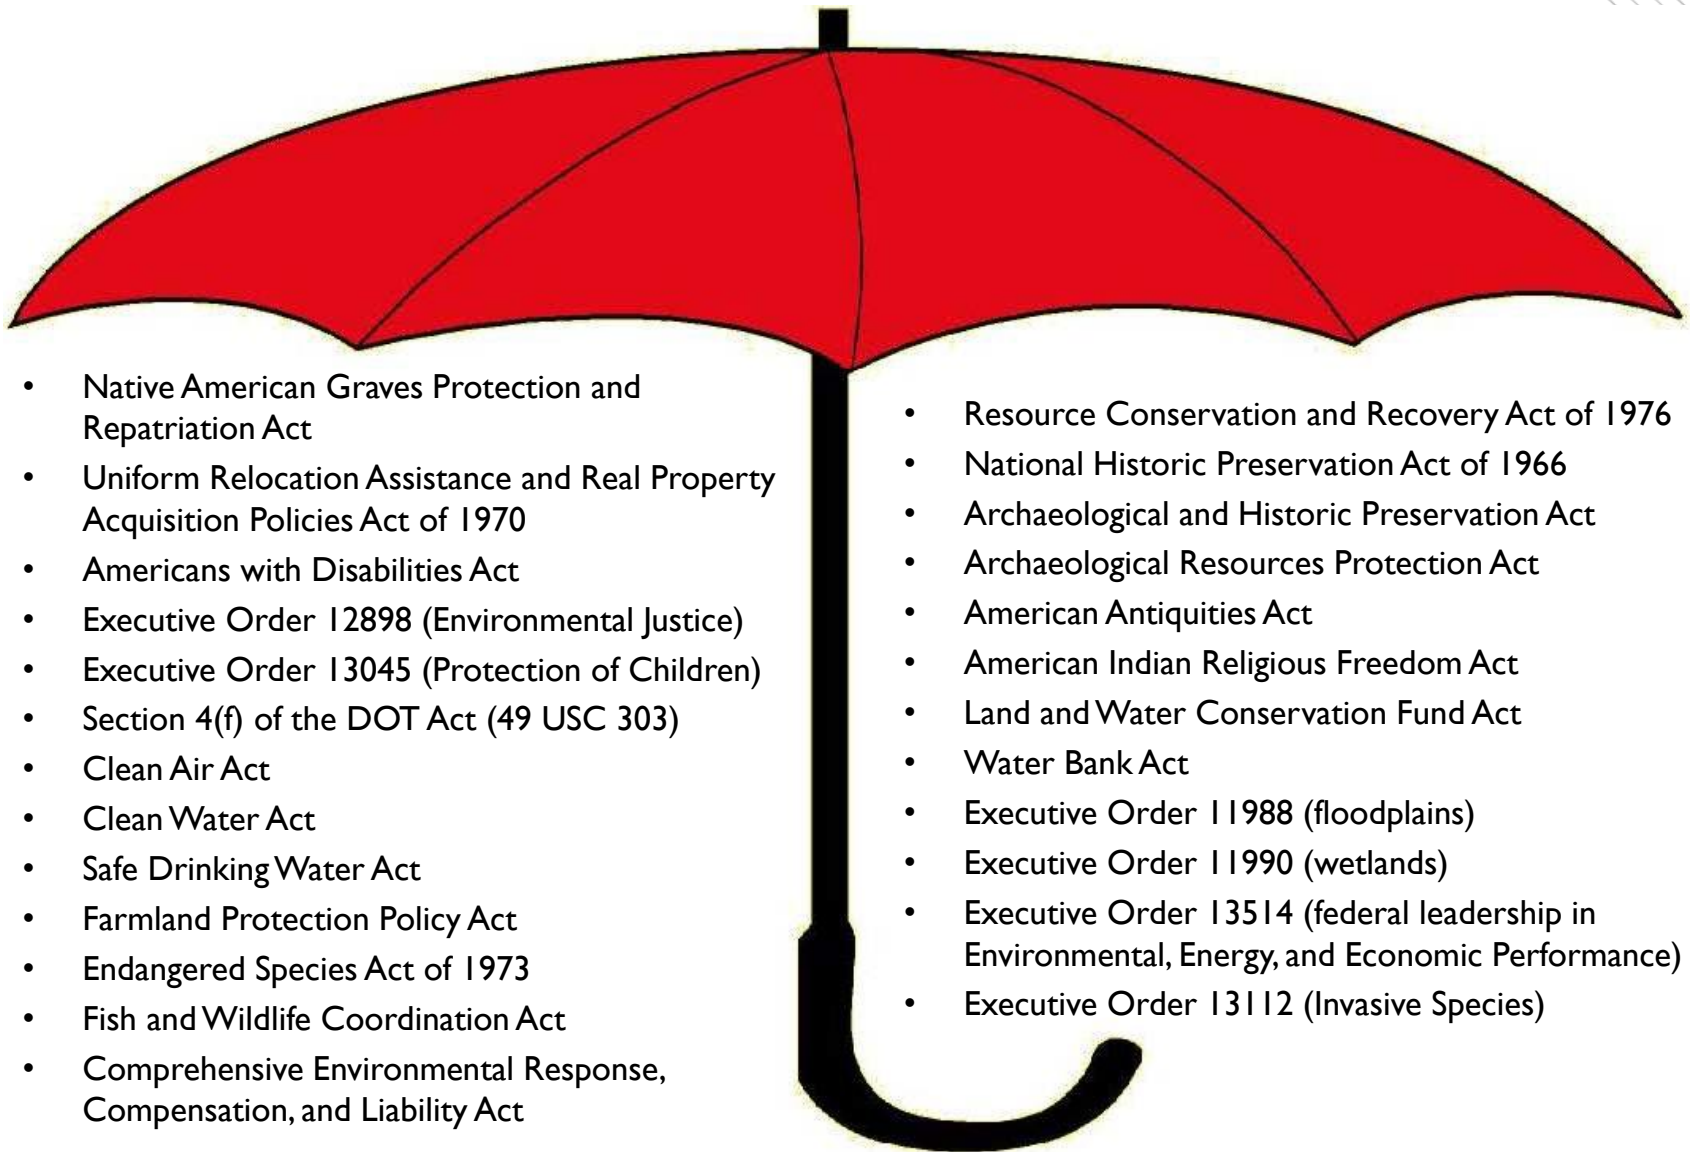 • Native American Graves Protection and
Repatriation Act
• Uniform Relocation Assistance and Real Property
Acquisition Policies Act of 1970
• Americans with Disabilities Act
• Executive Order 12898 (Environmental Justice)
• Executive Order 13045 (Protection of Children)
• Section 4(f) of the DOT Act (49 USC 303)
• Clean Air Act
• Clean Water Act
• Safe Drinking Water Act
• Farmland Protection Policy Act
• Endangered Species Act of 1973
• Fish and Wildlife Coordination Act
• Comprehensive Environmental Response,
Compensation, and Liability Act
• Resource Conservation and Recovery Act of 1976
• National Historic Preservation Act of 1966
• Archaeological and Historic Preservation Act
• Archaeological Resources Protection Act
• American Antiquities Act
• American Indian Religious Freedom Act
• Land and Water Conservation Fund Act
• Water Bank Act
• Executive Order 11988 (floodplains)
• Executive Order 11990 (wetlands)
• Executive Order 13514 (federal leadership in
Environmental, Energy, and Economic Performance)
• Executive Order 13112 (Invasive Species)